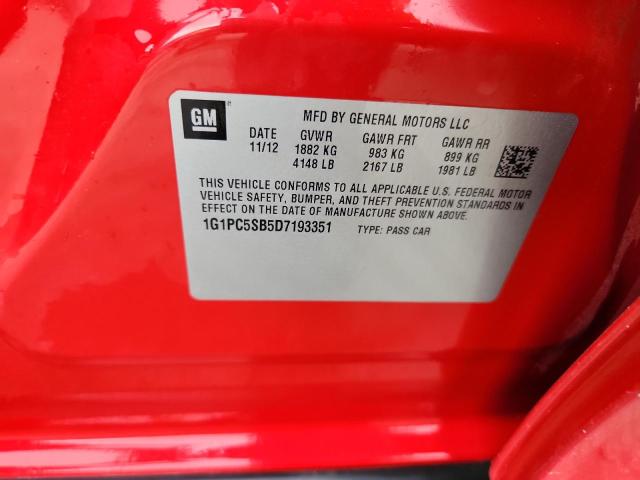 GM
MFD BY GENERAL MOTORS LLC
DATE GVWR GAWR FRT GAWR RR
11/12 1882 KG 983 KG 899 KG
4148 LB 2167 LB 1981 LB
THIS VEHICLE CONFORMS TO ALL APPLICABLE U.S. FEDERAL MOTOR
VEHICLE SAFETY, BUMPER, AND THEFT PREVENTION STANDARDS IN
EFFECT ON THE DATE OF MANUFACTURE SHOWN ABOVE.
1G1PC5SB5D7193351 TYPE: PASS CAR